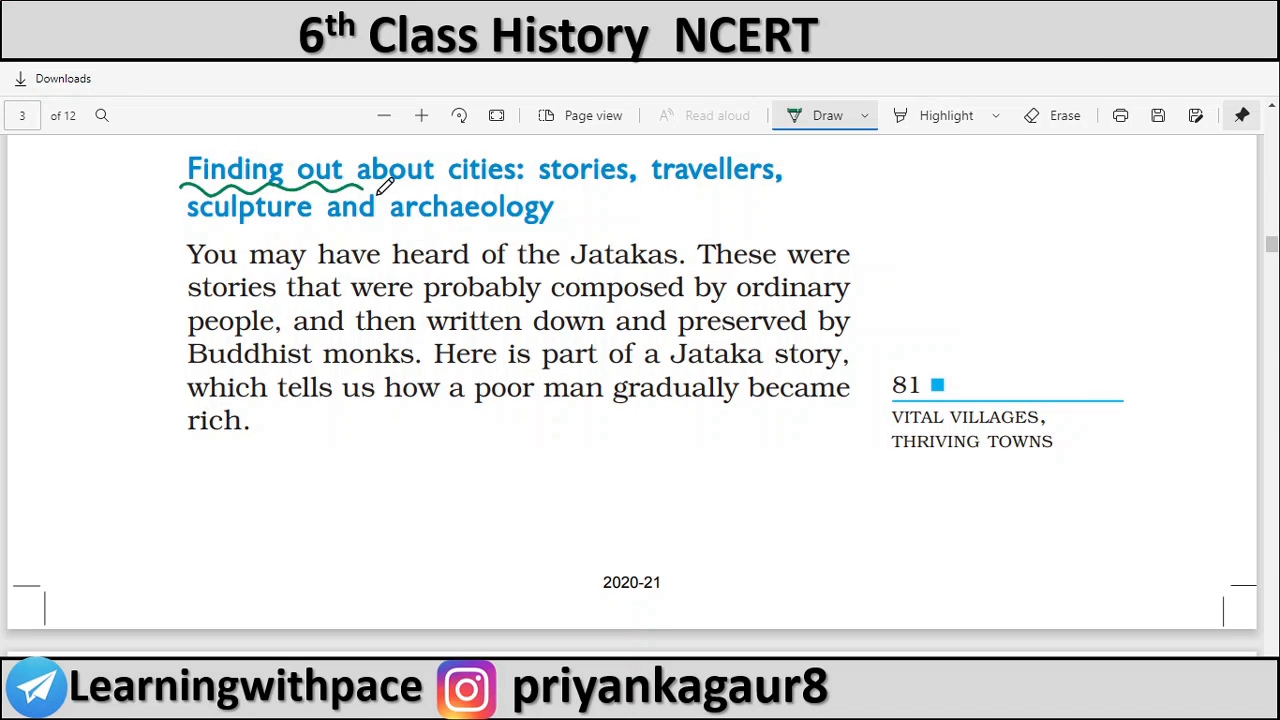 6th Class History NCERT
Downloads
3 of 12 Page view Read aloud Draw Highlight Erase
Finding out about cities: stories, travellers,
sculpture and archaeology
You may have heard of the Jatakas. These were
stories that were probably composed by ordinary
people, and then written down and preserved by
Buddhist monks. Here is part of a Jataka story,
which tells us how a poor man gradually became
rich.
81
VITAL VILLAGES,
THRIVING TOWNS
2020-21
Learningwithpace priyankagaur8